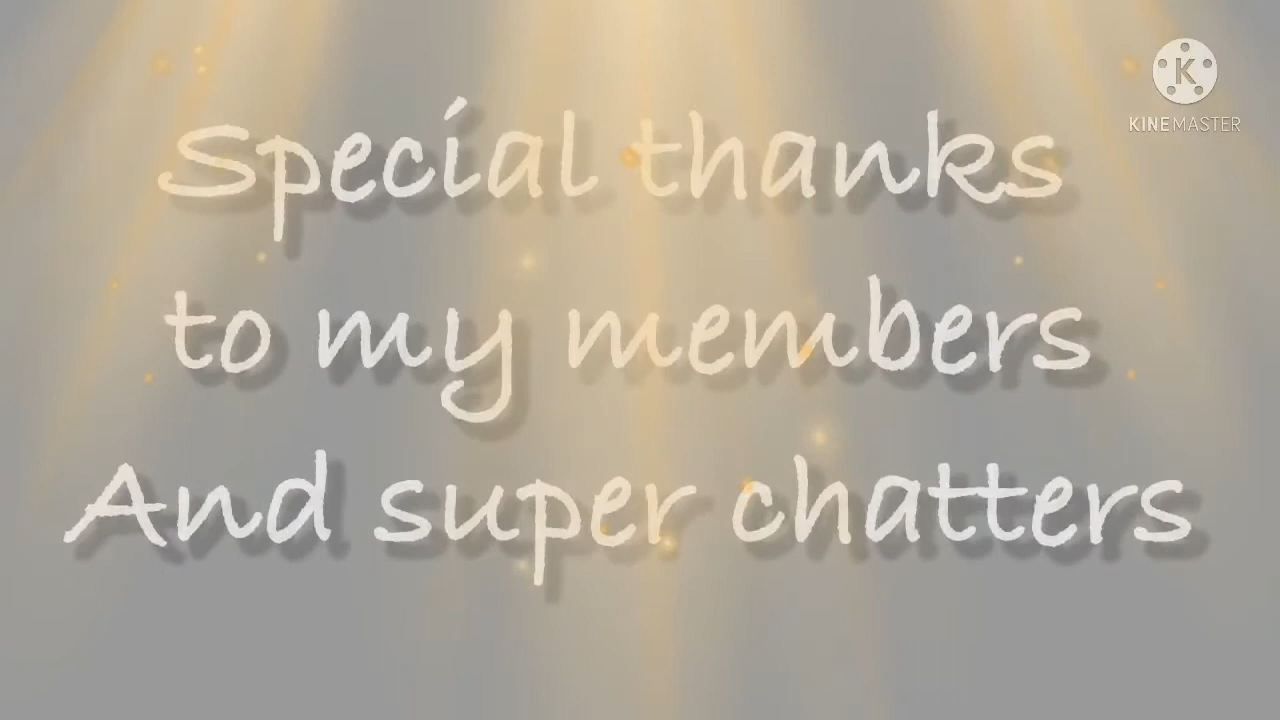 K
KINEMASTER
Special thanks
to my members
And super chatters